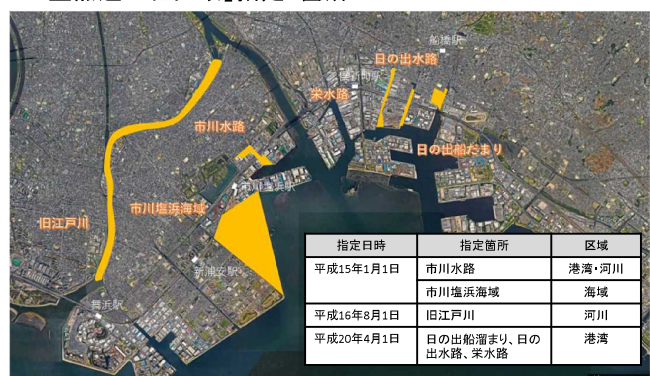 船橋駅
日の出水路
栄水路
市川水路
日の出船だまり
市川塩浜駅
市川塩浜海域
旧江戸川
新浦安駅
舞浜駅
指定日時 指定箇所 区域
平成15年1月1日 市川水路 港湾・河川
市川塩浜海域 海域
平成16年8月1日 旧江戸川 河川
平成20年4月1日 日の出船溜まり、日の 港湾
出水路、栄水路